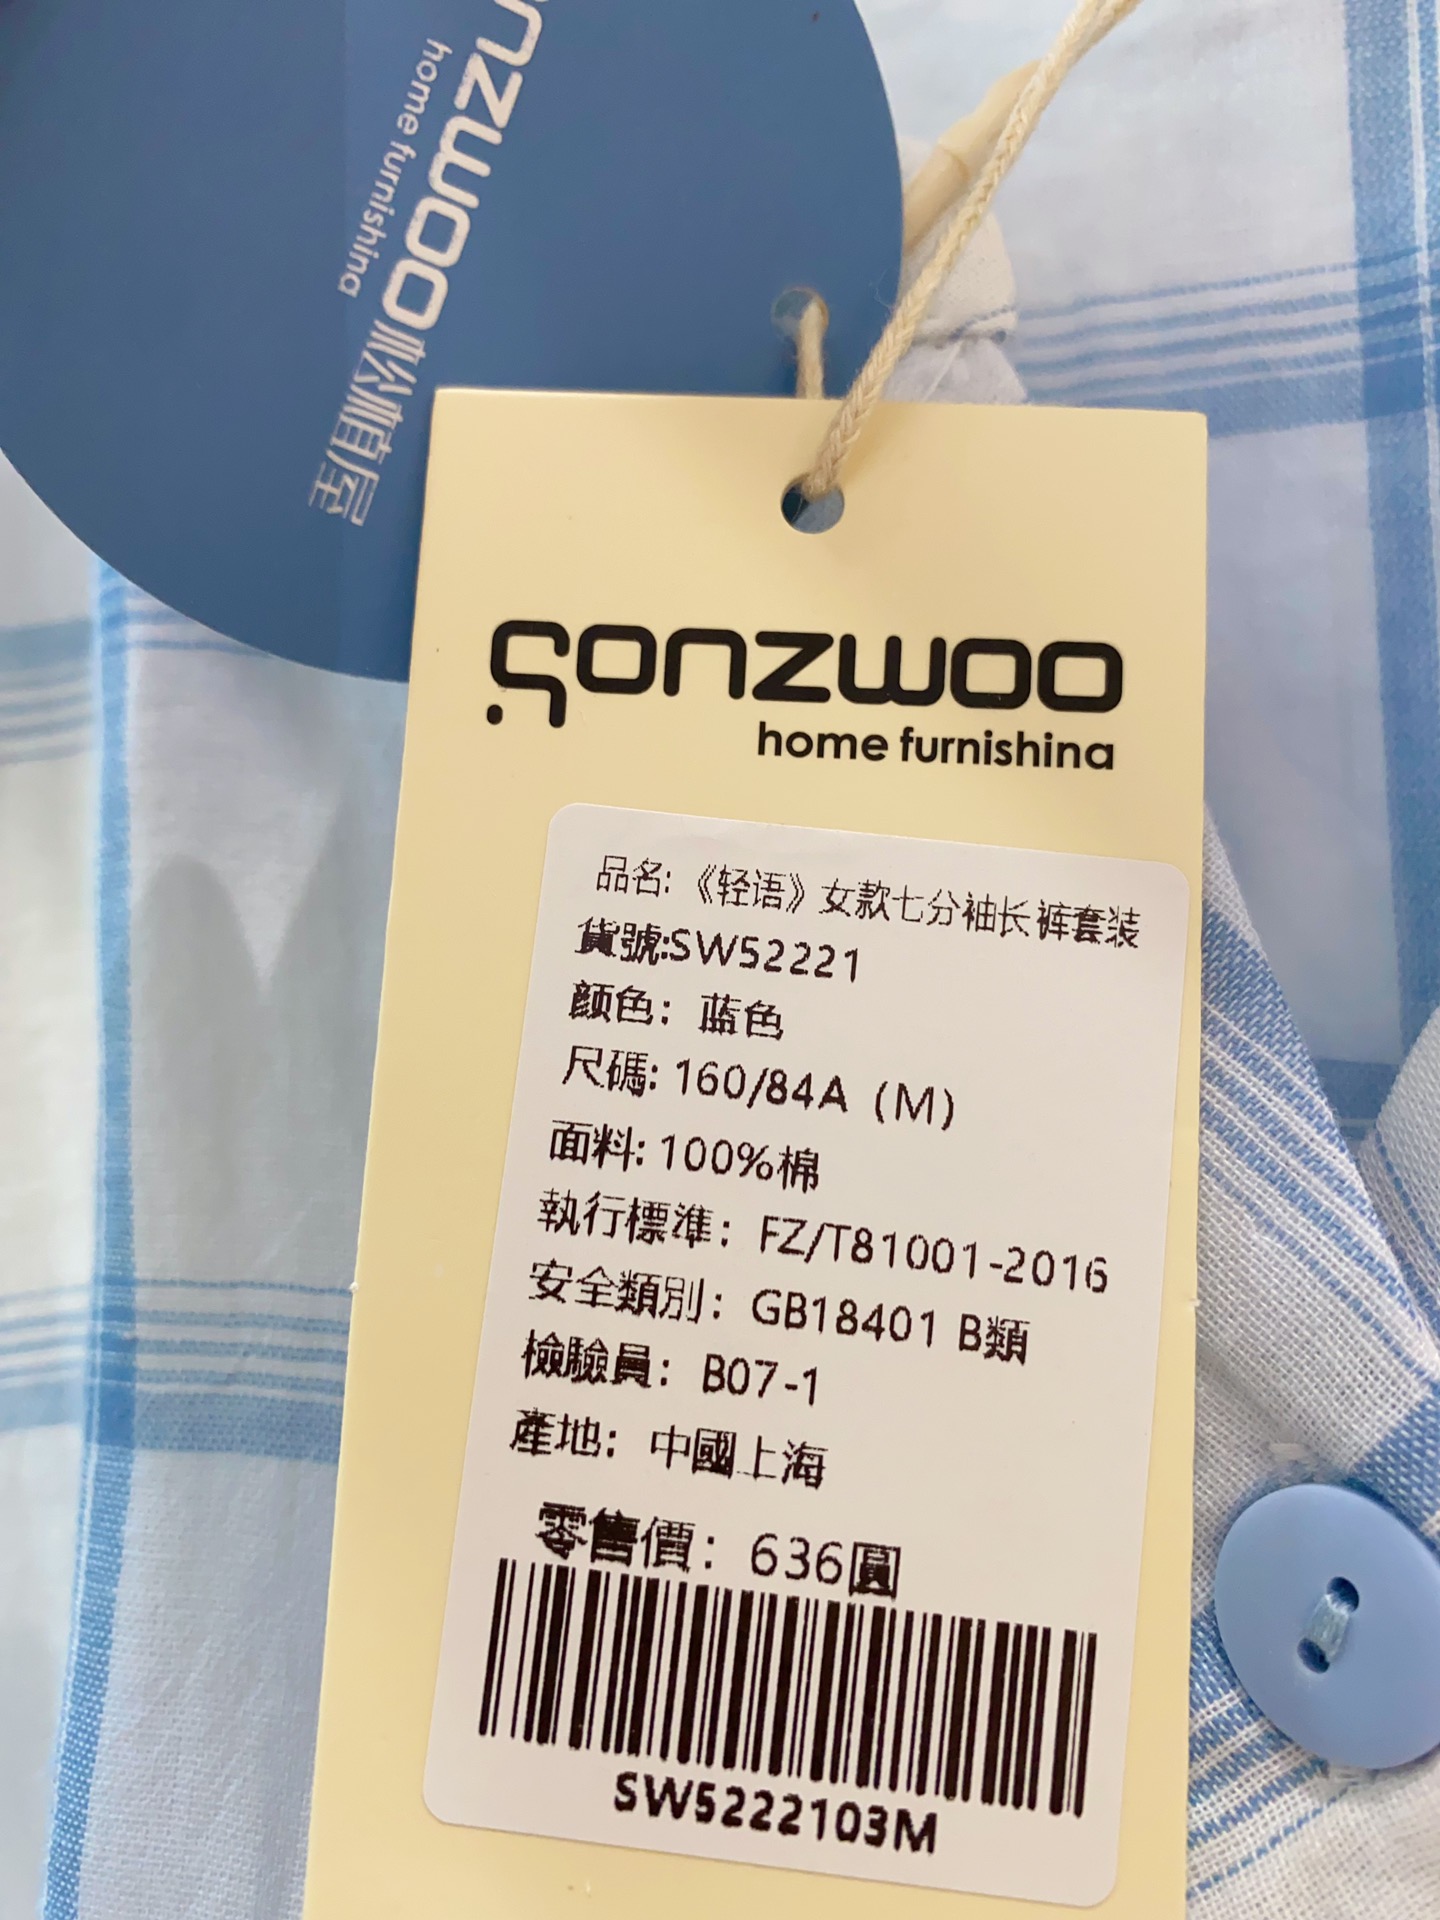 nzwoo
home furnishing
gonzwoo
home furnishing
品名:《轻语》女款七分袖长裤套装
貨號:SW52221
颜色：蓝色
尺碼: 160/84A (M)
面料: 100%棉
執行標準：FZ/T81001-2016
安全類別：GB18401 B類
檢驗員：B07-1
產地：中國上海
零售價：636圓
SW5222103M